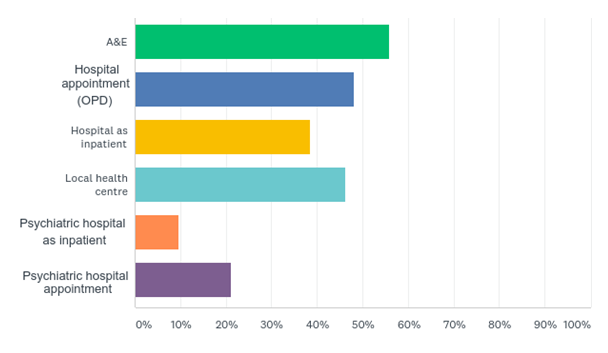 A&E
Hospital
appointment
(OPD)
Hospital as
inpatient
Local health
centre
Psychiatric hospital
as inpatient
Psychiatric hospital
appointment
0% 10% 20% 30% 40% 50% 60% 70% 80% 90% 100%